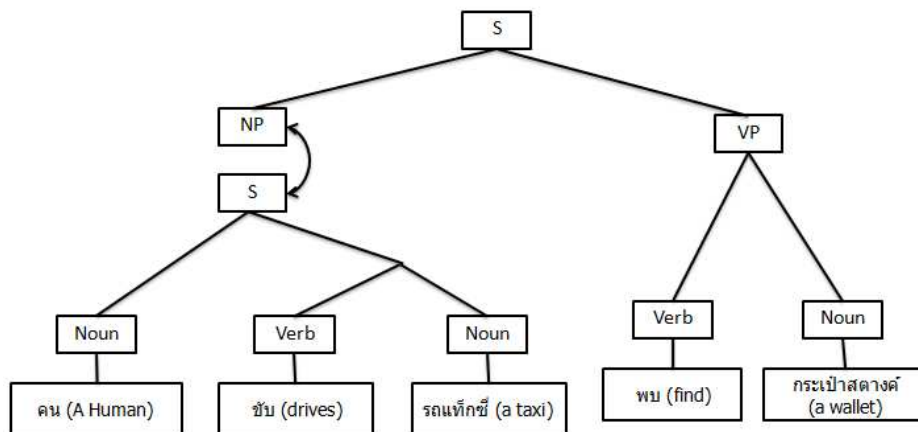 S
NP
VP
S
Noun
Verb
Noun
Verb
Noun
คน (A Human)
ขับ (drives)
รถแท็กซี่ (a taxi)
พบ (find)
กระเป๋าสตางค์
(a wallet)